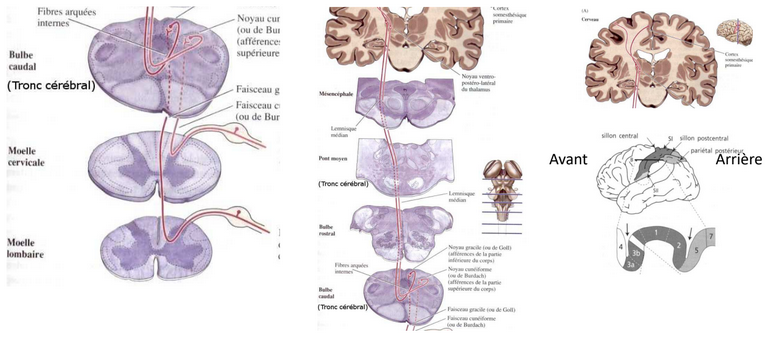 Fibres arquées
internes
Noyau cun
(ou de Burd
(afférences
supérieure
Bulbe
caudal
(Tronc cérébral)
Faisceau g
Faisceau c
(ou de Bur
Moelle
cervicale
Moelle
lombaire
Cortex
somesthésique
primaire
Noyau ventro-
postéro-latéral
du thalamus
Mésencéphale
Lemnisque
médian
Pont moyen
(Tronc cérébral)
Lemnisque
médian
Bulbe
rostral
Noyau gracile (ou de Goll)
(afférences de la partie
inférieure du corps)
Fibres arquées
internes
Noyau cunéiforme
(ou de Burdach)
(afférences de la partie
supérieure du corps)
Bulbe
caudal
(Tronc cérébral)
Faisceau gracile (ou de Goll)
Faisceau cunéiforme
(ou de Burdach)
(A)
Cerveau
Cortex
somesthésique
primaire
sillon central
SI
sillon postcentral
pariétal postérieur
Avant
Arrière
SII
4
3a
3b
1
2
5
7